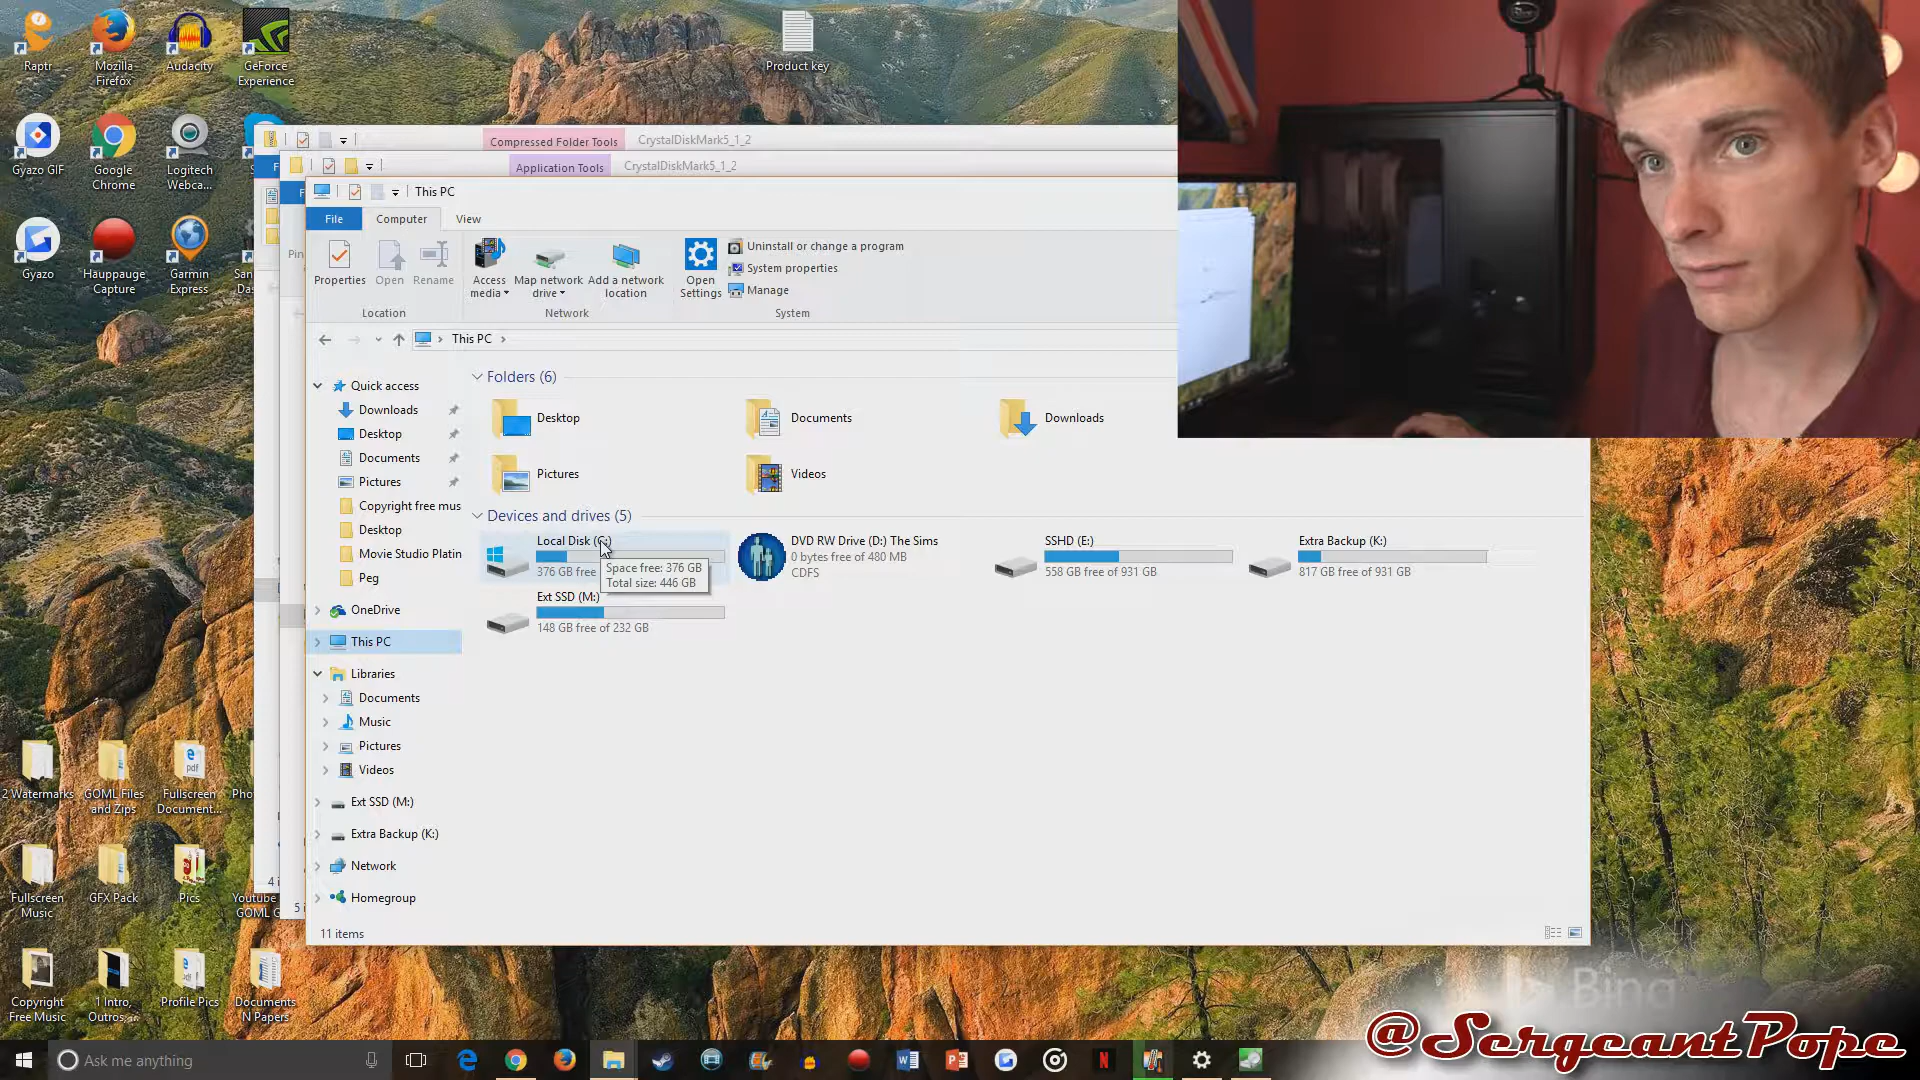 Raptr
Mozilla Firefox
Audacity
GeForce Experience
Product key
Gyazo GIF
Google Chrome
Logitech Webca...
Gyazo
Hauppauge Capture
Garmin Express
Compressed Folder Tools
CrystalDiskMark5_1_2
Application Tools
CrystalDiskMark5_1_2
This PC
File
Computer
View
Properties
Open
Rename
Access media
Map network drive
Add a network location
Open Settings
Uninstall or change a program
System properties
Manage
Location
Network
System
This PC
Quick access
Downloads
Desktop
Documents
Pictures
Copyright free mus
Desktop
Movie Studio Platin
Peg
OneDrive
This PC
Libraries
Documents
Music
Pictures
Videos
Ext SSD (M:)
Extra Backup (K:)
Network
Homegroup
Folders (6)
Desktop
Documents
Downloads
Pictures
Videos
Devices and drives (5)
Local Disk (C:)
376 GB free
Space free: 376 GB
Total size: 446 GB
DVD RW Drive (D:) The Sims
0 bytes free of 480 MB
CDFS
SSHD (E:)
558 GB free of 931 GB
Extra Backup (K:)
817 GB free of 931 GB
Ext SSD (M:)
148 GB free of 232 GB
11 items
2 Watermarks
GOML Files and Zips
Fullscreen Document...
Fullscreen Music
GFX Pack
Pics
Youtube GOML
Copyright Free Music
1 Intro, Outros, ...
Profile Pics
Documents N Papers
Bing
@SergeantPope
Ask me anything